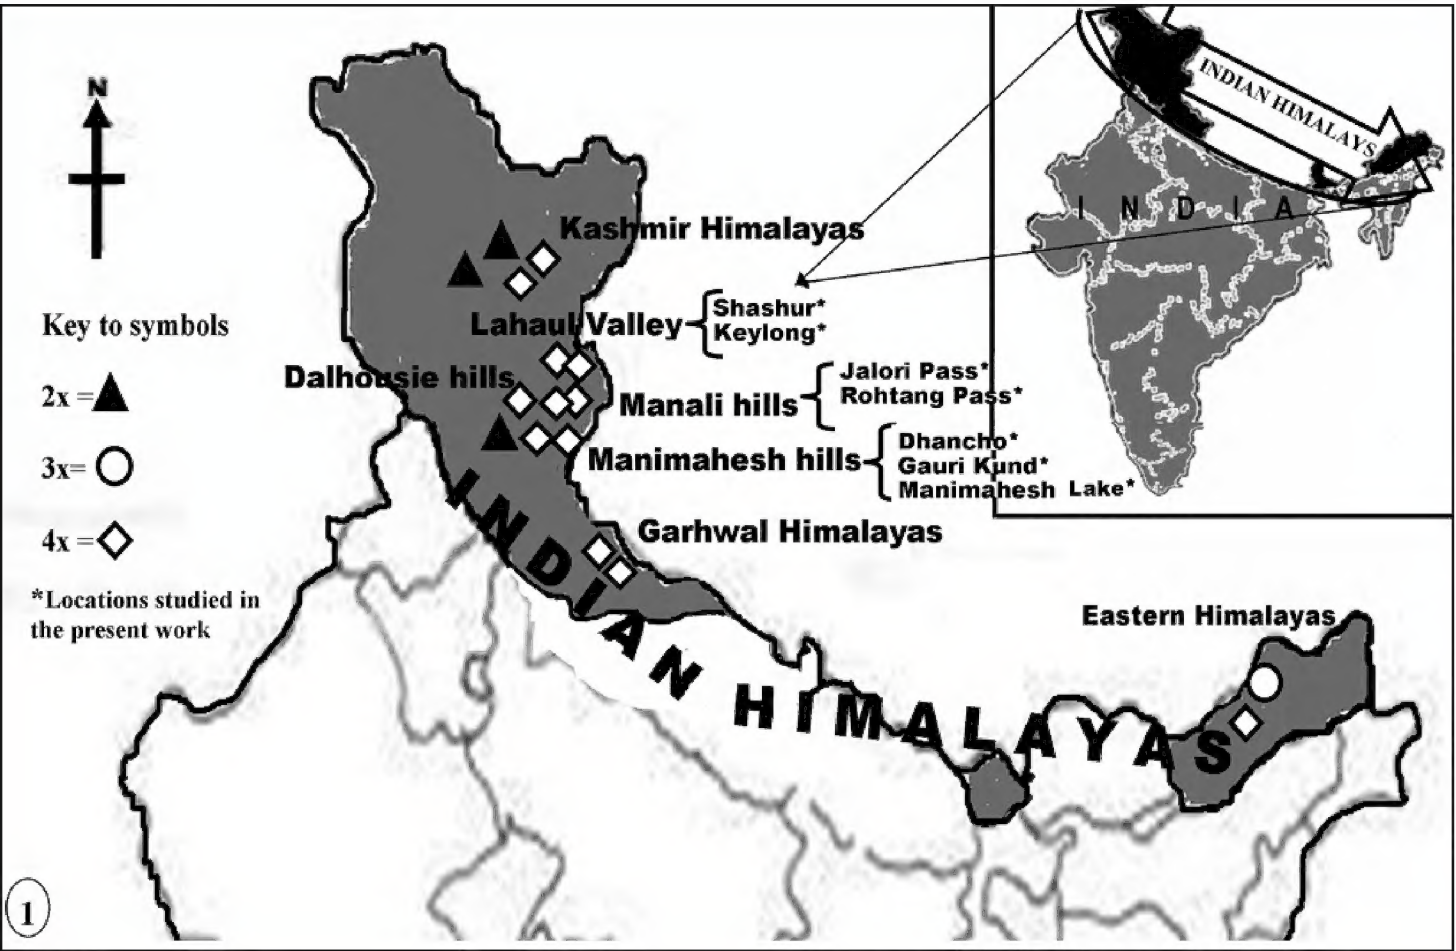 N
INDIAN HIMALAYS
I N D I A
Kashmir Himalayas
Lahaul Valley
Shashur*
Keylong*
Key to symbols
2x =
3x=
4x =
*Locations studied in
the present work
Dalhousie hills
Manali hills
Jalori Pass*
Rohtang Pass*
Manimahesh hills
Dhancho*
Gauri Kund*
Manimahesh Lake*
Garhwal Himalayas
Eastern Himalayas
INDIAN HIMALAYAS
1